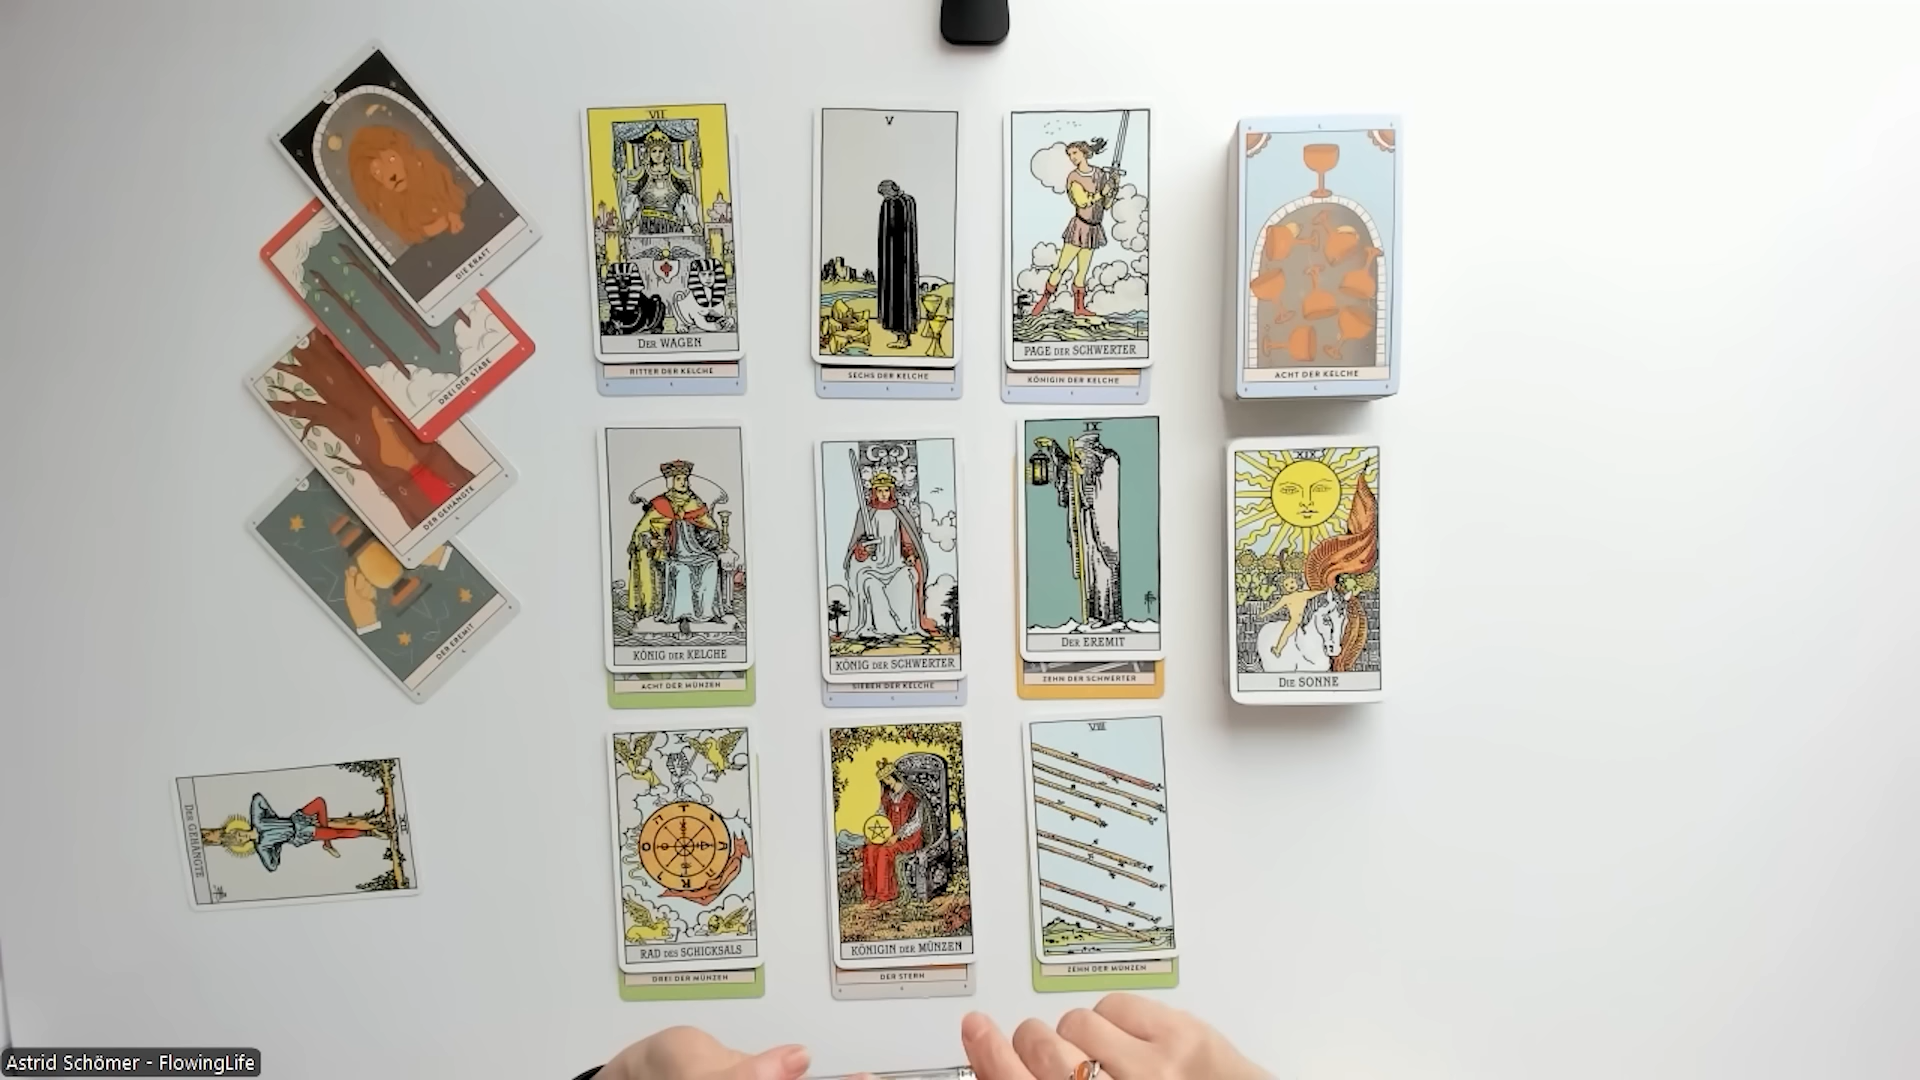 DIE KRAFT
DREI DER STÄBE
DER GEHÄNGTE
DER EREMIT
XII
DER GEHÄNGTE
VII
DER WAGEN
RITTER DER KELCHE
V
SECHS DER KELCHE
PAGE DER SCHWERTER
KÖNIGIN DER KELCHE
ACHT DER KELCHE
KÖNIG DER KELCHE
ACHT DER MÜNZEN
KÖNIG DER SCHWERTER
SIEBEN DER KELCHE
IX
DER EREMIT
ZEHN DER SCHWERTER
XIX
DIE SONNE
X
RAD DES SCHICKSALS
DREI DER MÜNZEN
KÖNIGIN DER MÜNZEN
DER STERN
VIII
ZEHN DER MÜNZEN
Astrid Schömer - FlowingLife